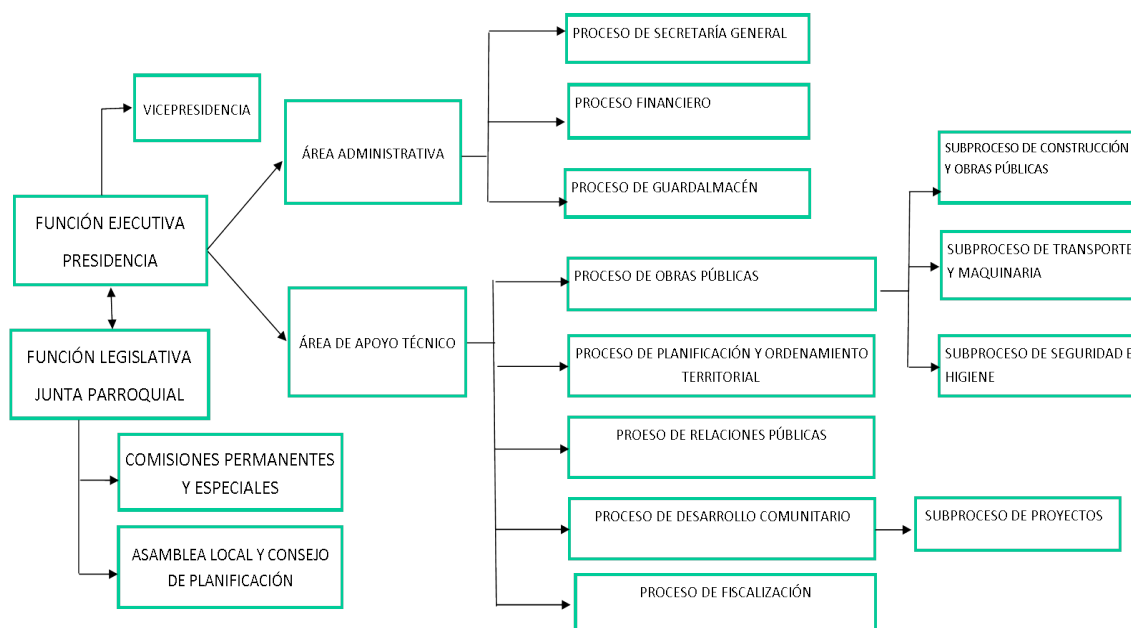 PROCESO DE SECRETARÍA GENERAL
VICEPRESIDENCIA
PROCESO FINANCIERO
ÁREA ADMINISTRATIVA
PROCESO DE GUARDALMACÉN
SUBPROCESO DE CONSTRUCCIÓN
Y OBRAS PÚBLICAS
FUNCIÓN EJECUTIVA
PRESIDENCIA
PROCESO DE OBRAS PÚBLICAS
SUBPROCESO DE TRANSPORTE
Y MAQUINARIA
FUNCIÓN LEGISLATIVA
JUNTA PARROQUIAL
ÁREA DE APOYO TÉCNICO
PROCESO DE PLANIFICACIÓN Y ORDENAMIENTO
TERRITORIAL
SUBPROCESO DE SEGURIDAD E
HIGIENE
COMISIONES PERMANENTES
Y ESPECIALES
PROESO DE RELACIONES PÚBLICAS
PROCESO DE DESARROLLO COMUNITARIO
SUBPROCESO DE PROYECTOS
ASAMBLEA LOCAL Y CONSEJO
DE PLANIFICACIÓN
PROCESO DE FISCALIZACIÓN